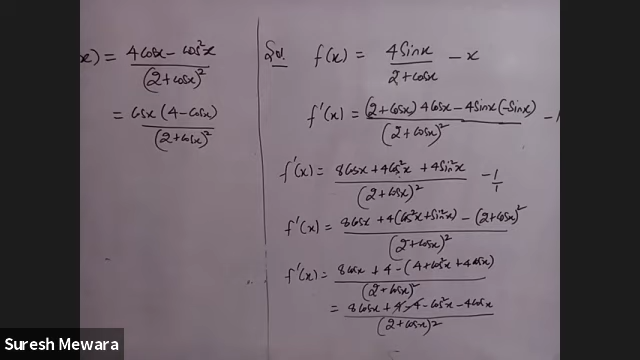 x) = 4cosx - cos²x / (2+cosx)²
= cosx (4-cosx) / (2+cosx)²
Sol. f(x) = 4sinx / 2+cosx - x
f'(x) = (2+cosx) 4cosx - 4sinx(-sinx) / (2+cosx)² - 1
f'(x) = 8cosx + 4cos²x + 4sin²x / (2+cosx)² - 1/1
f'(x) = 8cosx + 4(cos²x+sin²x) - (2+cosx)² / (2+cosx)²
f'(x) = 8cosx + 4 - (4+cos²x + 4cosx) / (2+cosx)²
= 8cosx + 4 - 4 - cos²x - 4cosx / (2+cosx)²
Suresh Mewara